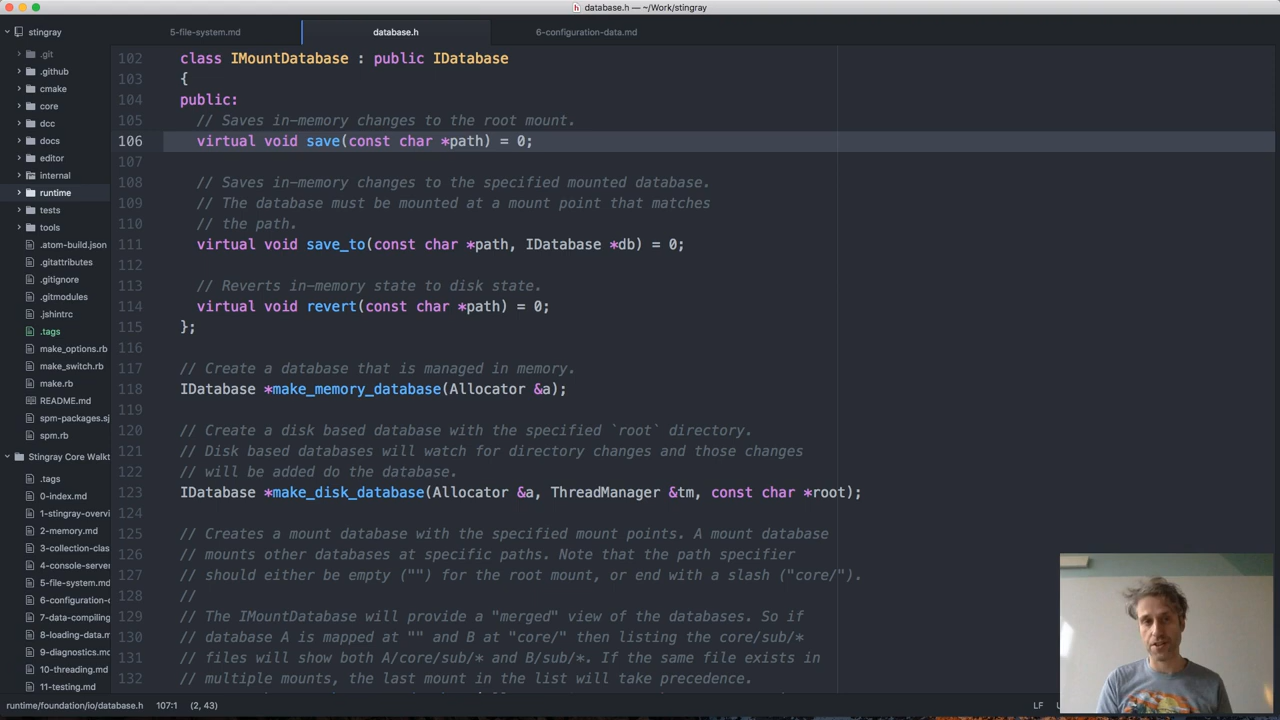 database.h — ~/Work/stingray
stingray
5-file-system.md
database.h
6-configuration-data.md
.git
.github
cmake
core
dcc
docs
editor
internal
runtime
tests
tools
.atom-build.json
.gitattributes
.gitignore
.gitmodules
.jshintrc
.tags
make_options.rb
make_switch.rb
make.rb
README.md
spm-packages.sj
spm.rb
Stingray Core Walkt
.tags
0-index.md
1-stingray-overvi
2-memory.md
3-collection-clas
4-console-server
5-file-system.md
6-configuration-d
7-data-compiling
8-loading-data.m
9-diagnostics.mc
10-threading.md
11-testing.md
102 class IMountDatabase : public IDatabase
103 {
104 public:
105 // Saves in-memory changes to the root mount.
106 virtual void save(const char *path) = 0;
107
108 // Saves in-memory changes to the specified mounted database.
109 // The database must be mounted at a mount point that matches
110 // the path.
111 virtual void save_to(const char *path, IDatabase *db) = 0;
112
113 // Reverts in-memory state to disk state.
114 virtual void revert(const char *path) = 0;
115 };
116
117 // Create a database that is managed in memory.
118 IDatabase *make_memory_database(Allocator &a);
119
120 // Create a disk based database with the specified `root` directory.
121 // Disk based databases will watch for directory changes and those changes
122 // will be added do the database.
123 IDatabase *make_disk_database(Allocator &a, ThreadManager &tm, const char *root);
124
125 // Creates a mount database with the specified mount points. A mount database
126 // mounts other databases at specific paths. Note that the path specifier
127 // should either be empty ("") for the root mount, or end with a slash ("core/").
128 //
129 // The IMountDatabase will provide a "merged" view of the databases. So if
130 // database A is mapped at "" and B at "core/" then listing the core/sub/*
131 // files will show both A/core/sub/* and B/sub/*. If the same file exists in
132 // multiple mounts, the last mount in the list will take precedence.
runtime/foundation/io/database.h 107:1 (2, 43)
LF